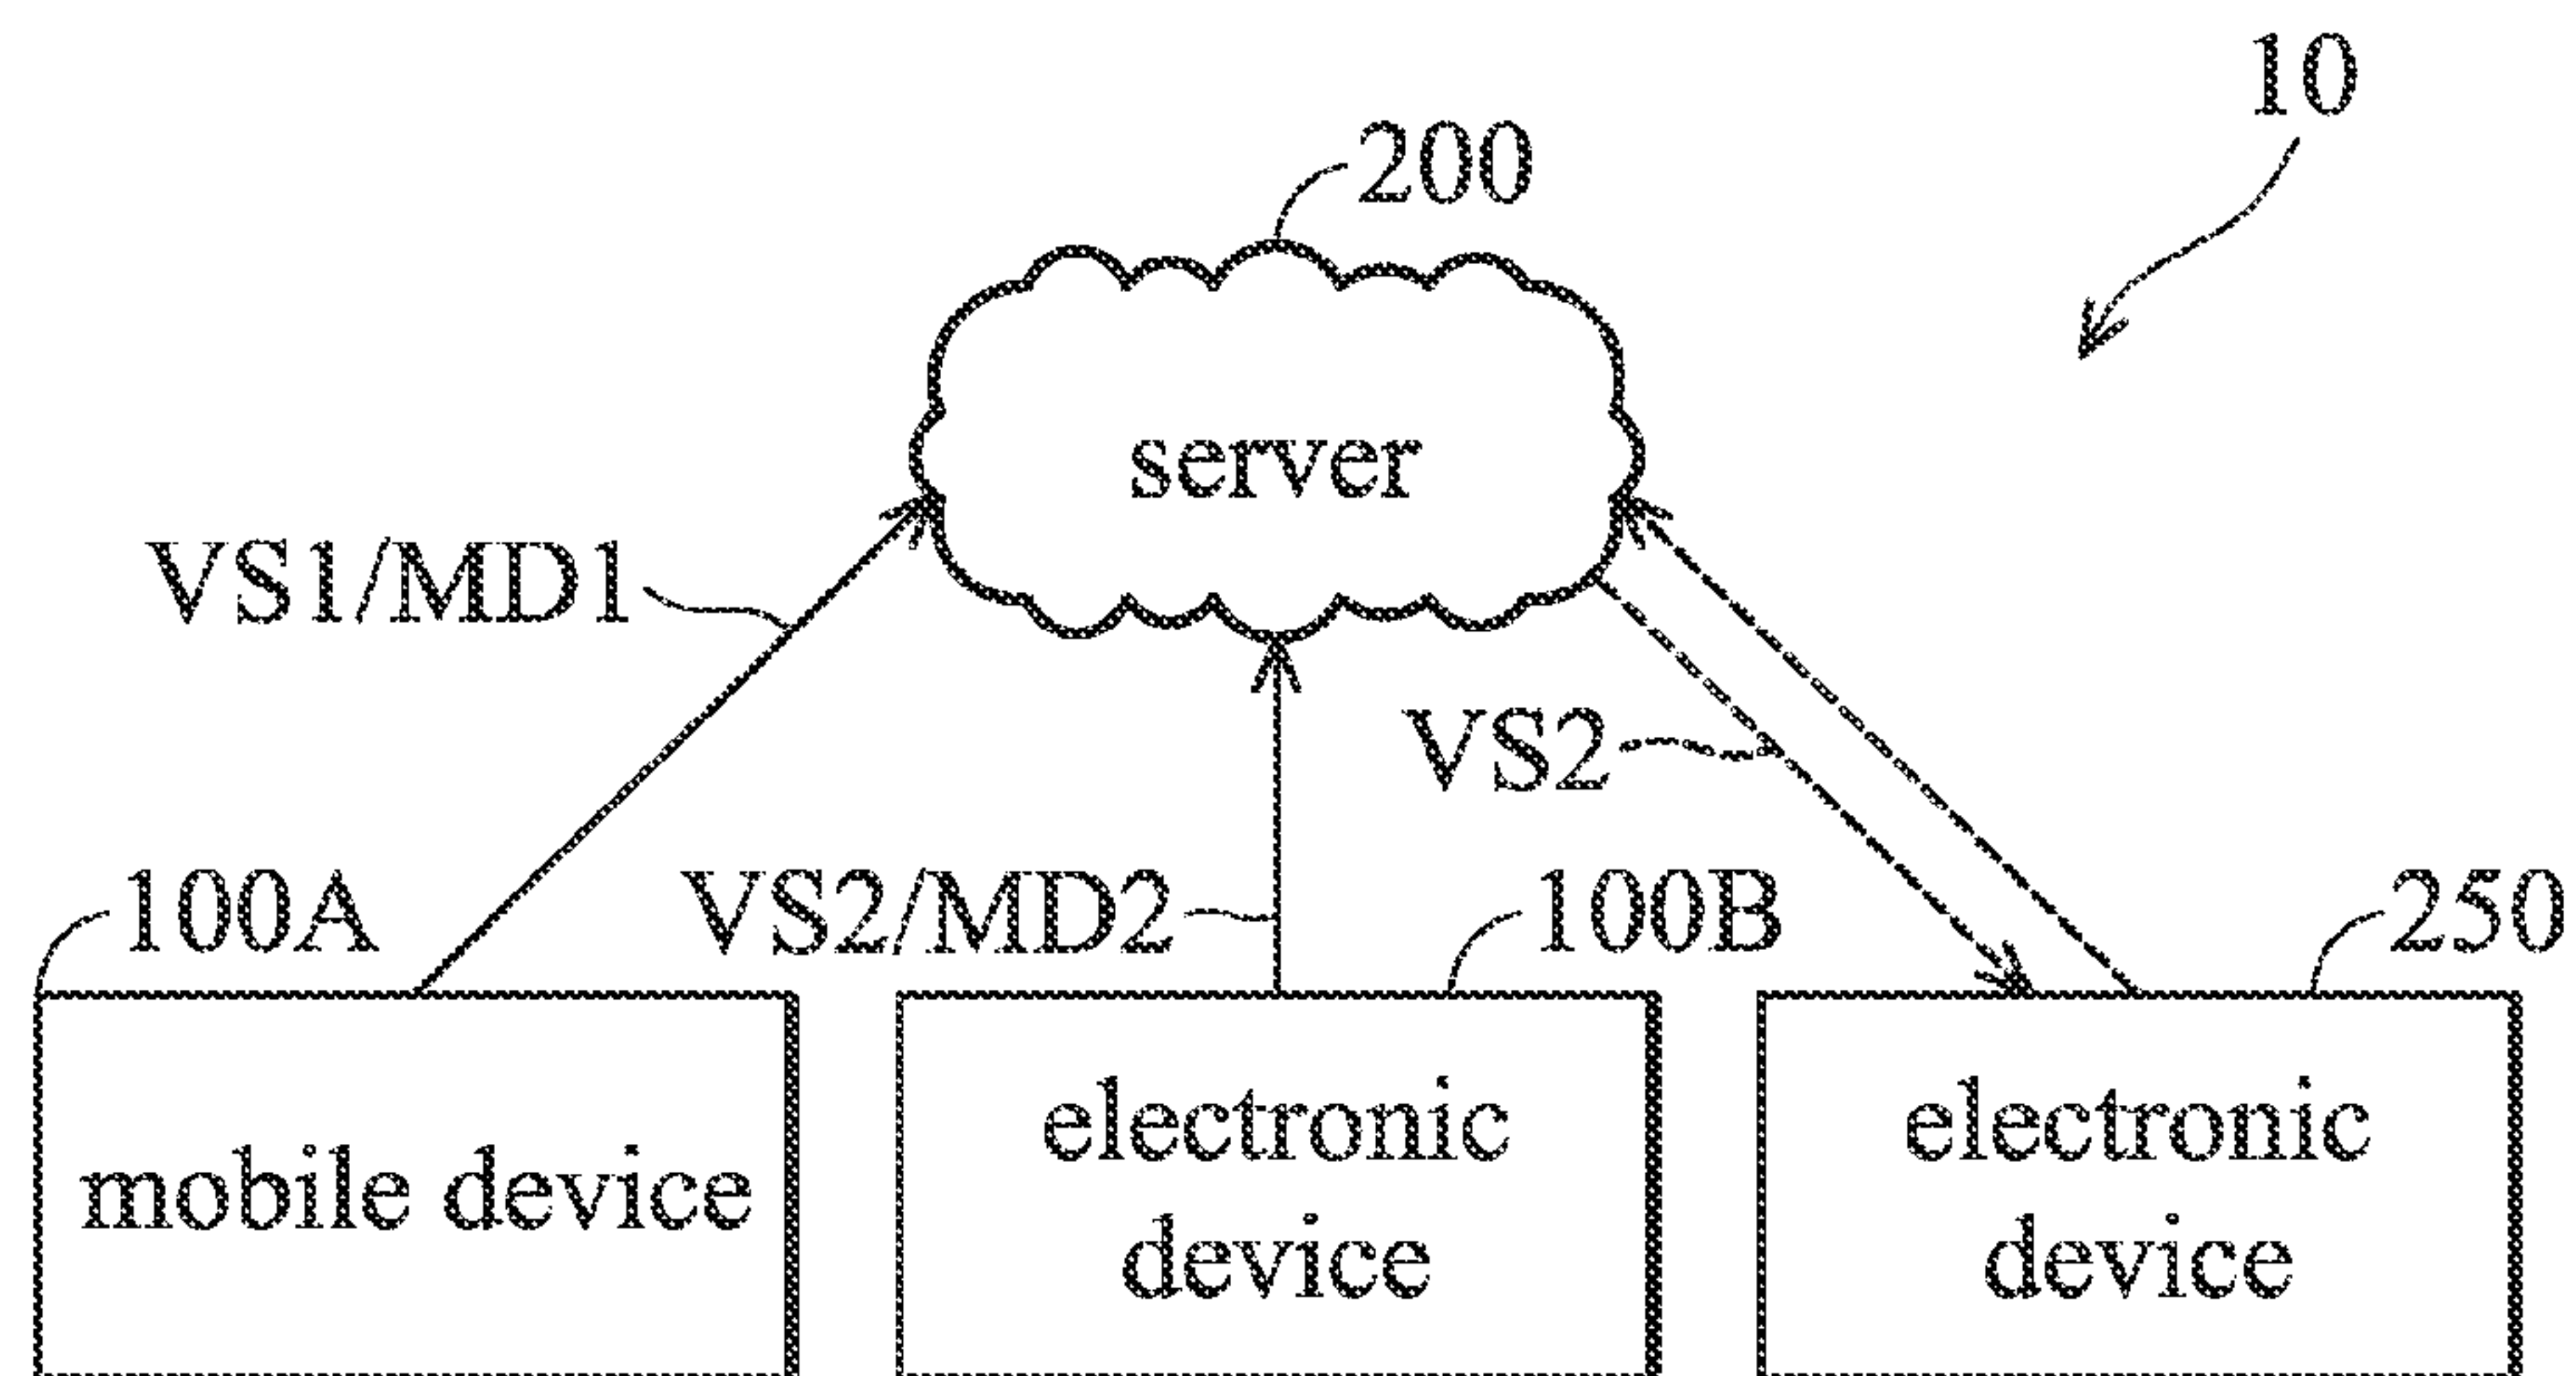 10
200
server
VS1/MD1
VS2
100A
VS2/MD2
100B
250
mobile device
electronic
device
electronic
device